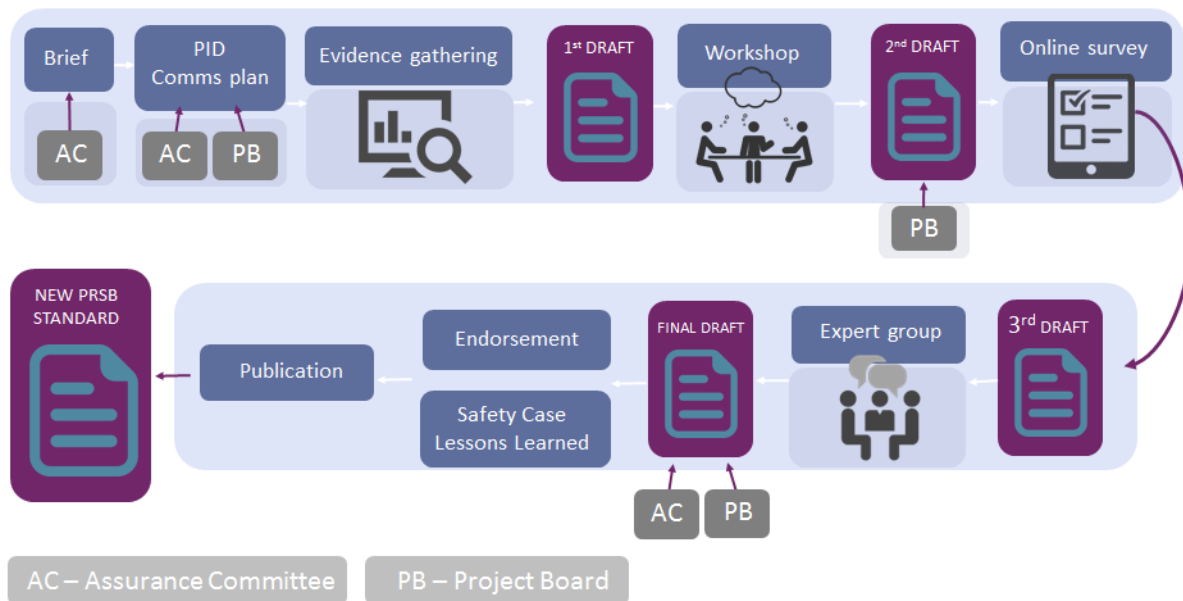 Brief
PID
Comms plan
Evidence gathering
1st DRAFT
Workshop
2nd DRAFT
Online survey
AC
AC
PB
PB
NEW PRSB
STANDARD
Publication
Endorsement
Safety Case
Lessons Learned
FINAL DRAFT
Expert group
3rd DRAFT
AC
PB
AC – Assurance Committee
PB – Project Board